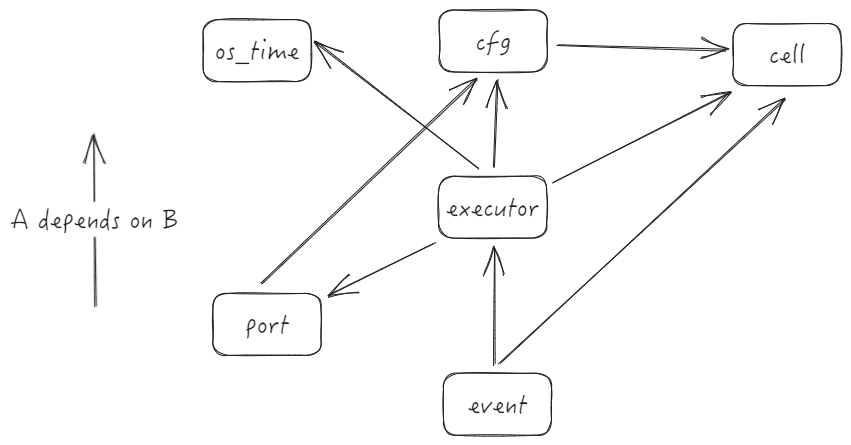 os_time
cfg
cell
A depends on B
executor
port
event